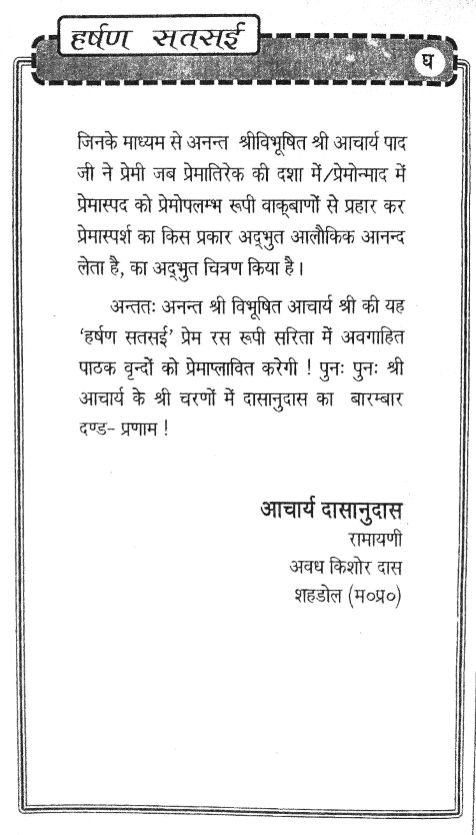 हर्षण सतसई
घ
जिनके माध्यम से अनन्त श्रीविभूषित श्री आचार्य पाद
जी ने प्रेमी जब प्रेमातिरेक की दशा में/प्रेमोन्माद में
प्रेमास्पद को प्रेमोपलम्भ रूपी वाक्बाणों से प्रहार कर
प्रेमास्पर्श का किस प्रकार अद्भुत आलौकिक आनन्द
लेता है, का अद्भुत चित्रण किया है।
अन्ततः अनन्त श्री विभूषित आचार्य श्री की यह
‘हर्षण सतसई’ प्रेम रस रूपी सरिता में अवगाहित
पाठक वृन्दों को प्रेमाप्लावित करेगी ! पुनः पुनः श्री
आचार्य के श्री चरणों में दासानुदास का बारम्बार
दण्ड- प्रणाम !
आचार्य दासानुदास
रामायणी
अवध किशोर दास
शहडोल (म०प्र०)